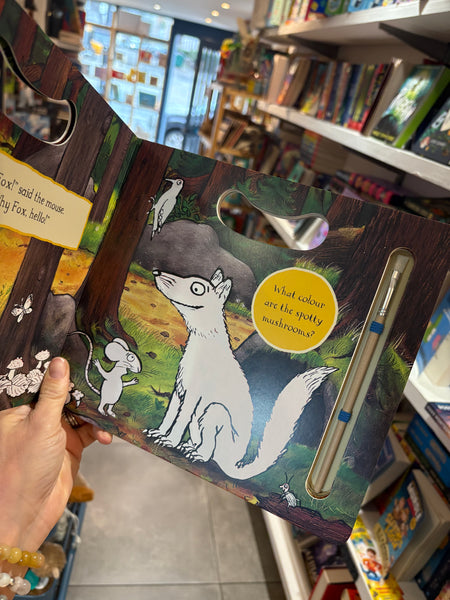 Fox!" said the mouse.
hy Fox, hello!"
What colour
are the spotty
mushrooms?